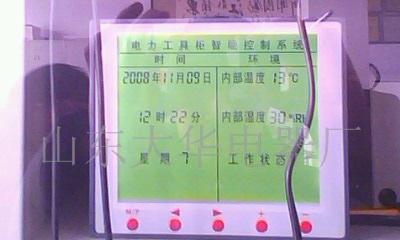 电力工具柜智能控制系统
时间 环境
2008年11月09日 内部温度 13℃
12时22分 内部湿度 30%Rh
星期7 工作状态
山东大华电器厂
M/P ◀ ▶ + −